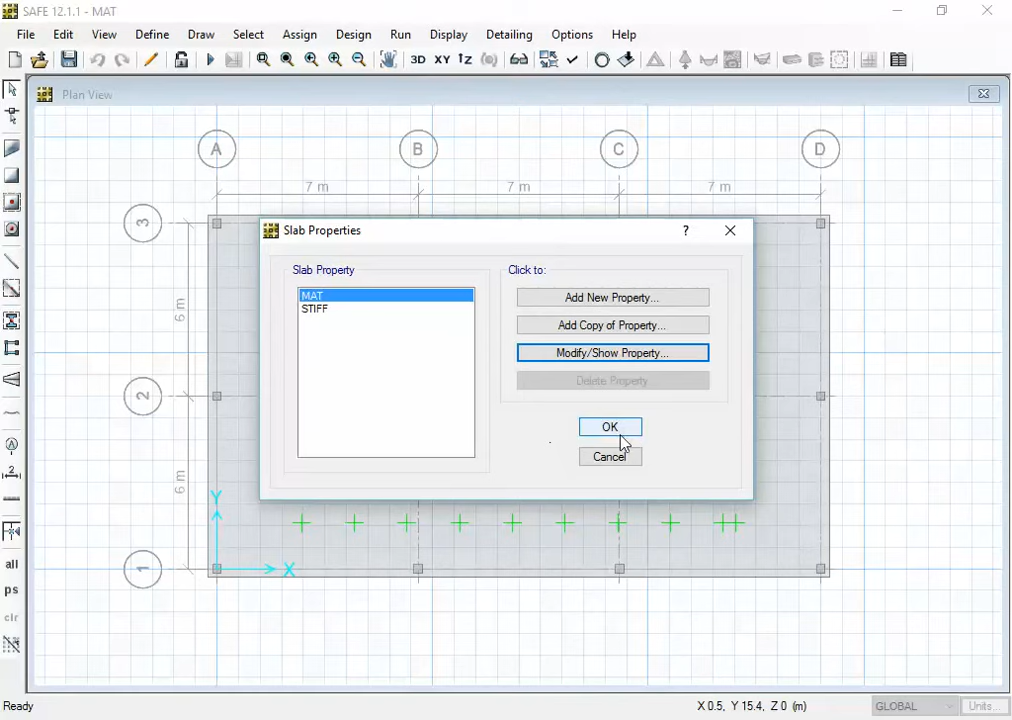 SAFE 12.1.1 - MAT
File Edit View Define Draw Select Assign Design Run Display Detailing Options Help
3D XY ↑Z
Plan View
A B C D
7 m 7 m 7 m
3
6 m
2
6 m
1
Y
X
Slab Properties ?
Slab Property
MAT
STIFF
Click to:
Add New Property...
Add Copy of Property...
Modify/Show Property...
Delete Property
OK
Cancel
A
2
all
ps
clr
Ready X 0.5, Y 15.4, Z 0 (m) GLOBAL Units...